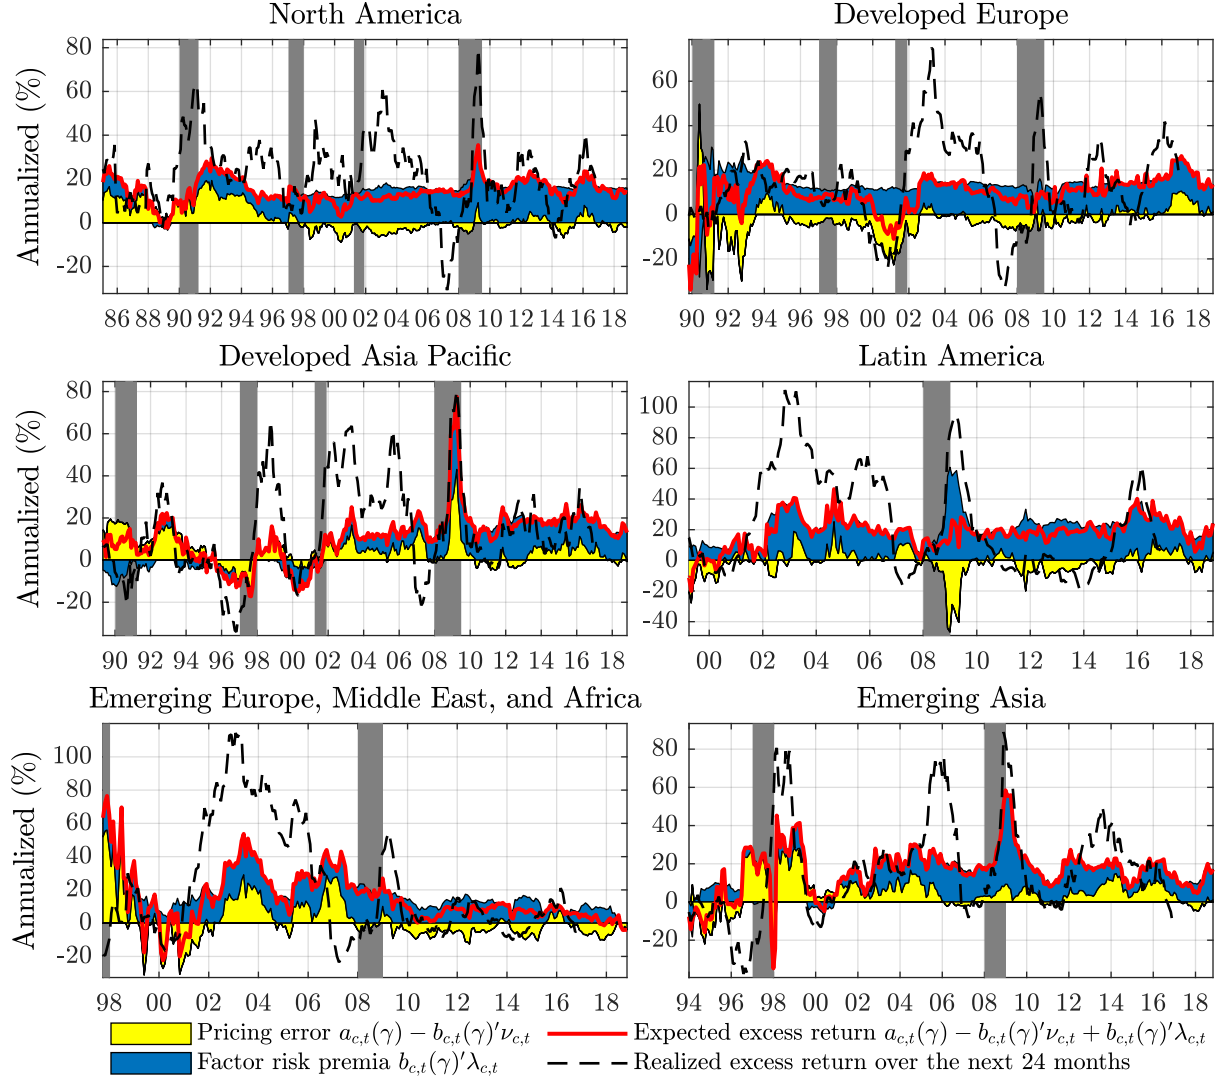 North America
Developed Europe
Annualized (%)
80
60
40
20
0
-20
80
60
40
20
0
-20
86 88 90 92 94 96 98 00 02 04 06 08 10 12 14 16 18
90 92 94 96 98 00 02 04 06 08 10 12 14 16 18
Developed Asia Pacific
Latin America
Annualized (%)
80
60
40
20
0
-20
100
80
60
40
20
0
-20
-40
90 92 94 96 98 00 02 04 06 08 10 12 14 16 18
00 02 04 06 08 10 12 14 16 18
Emerging Europe, Middle East, and Africa
Emerging Asia
Annualized (%)
100
80
60
40
20
0
-20
80
60
40
20
0
-20
98 00 02 04 06 08 10 12 14 16 18
94 96 98 00 02 04 06 08 10 12 14 16 18
Pricing error a_{c,t}(γ) − b_{c,t}(γ)′ν_{c,t}
Expected excess return a_{c,t}(γ) − b_{c,t}(γ)′ν_{c,t} + b_{c,t}(γ)′λ_{c,t}
Factor risk premia b_{c,t}(γ)′λ_{c,t}
Realized excess return over the next 24 months